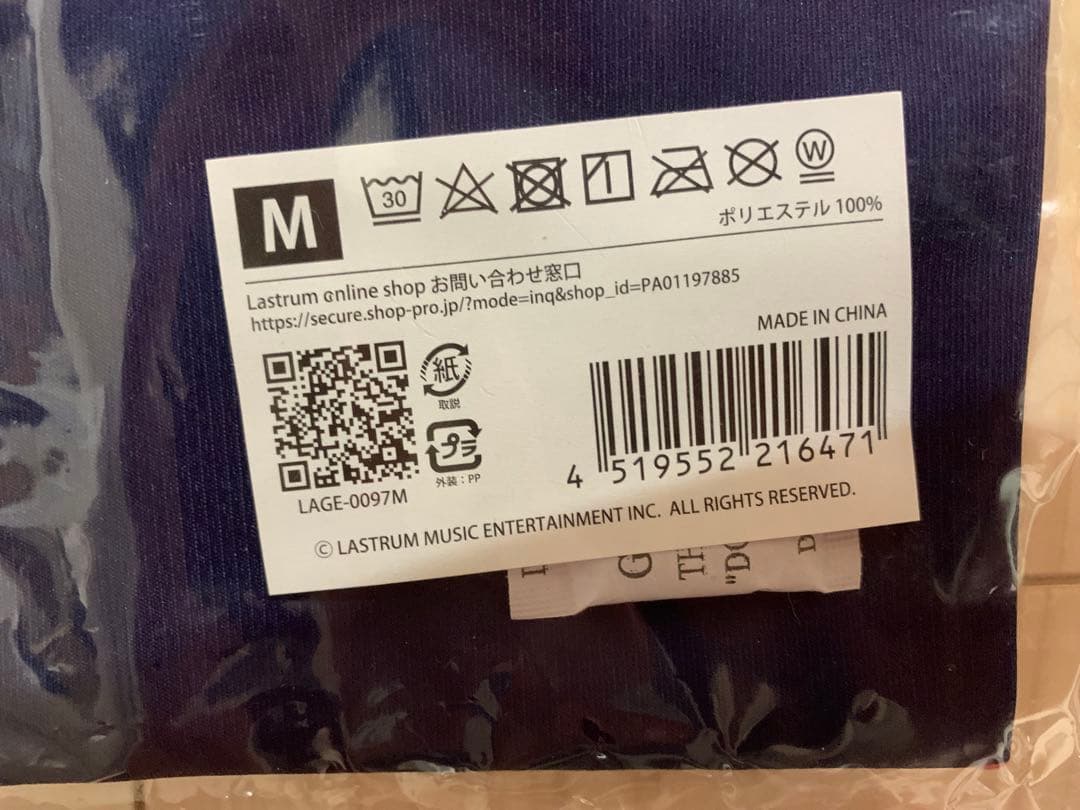 M
30
W
ポリエステル 100%
Lastrum online shop お問い合わせ窓口
https://secure.shop-pro.jp/?mode=inq&shop_id=PA01197885
MADE IN CHINA
紙
取説
プラ
外装：PP
LAGE-0097M
4 519552 216471
© LASTRUM MUSIC ENTERTAINMENT INC. ALL RIGHTS RESERVED.